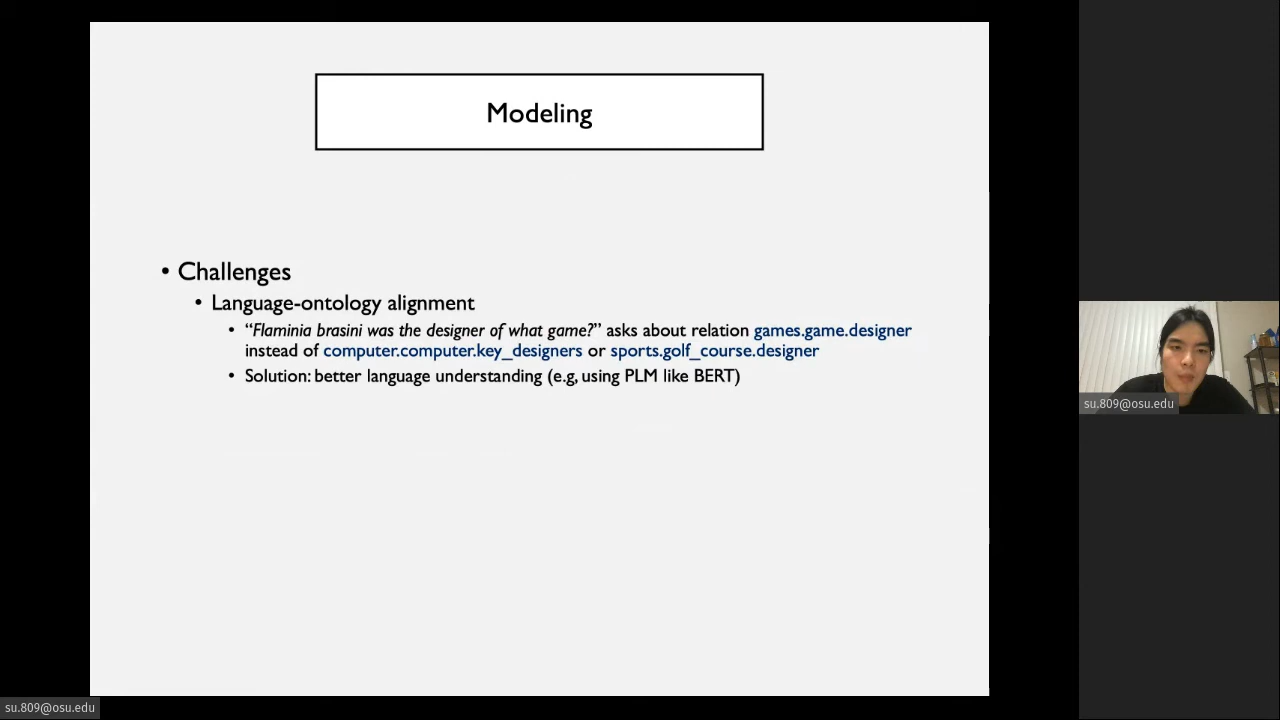 Modeling
• Challenges
• Language-ontology alignment
• “Flaminia brasini was the designer of what game?” asks about relation games.game.designer
instead of computer.computer.key_designers or sports.golf_course.designer
• Solution: better language understanding (e.g, using PLM like BERT)
su.809@osu.edu
su.809@osu.edu